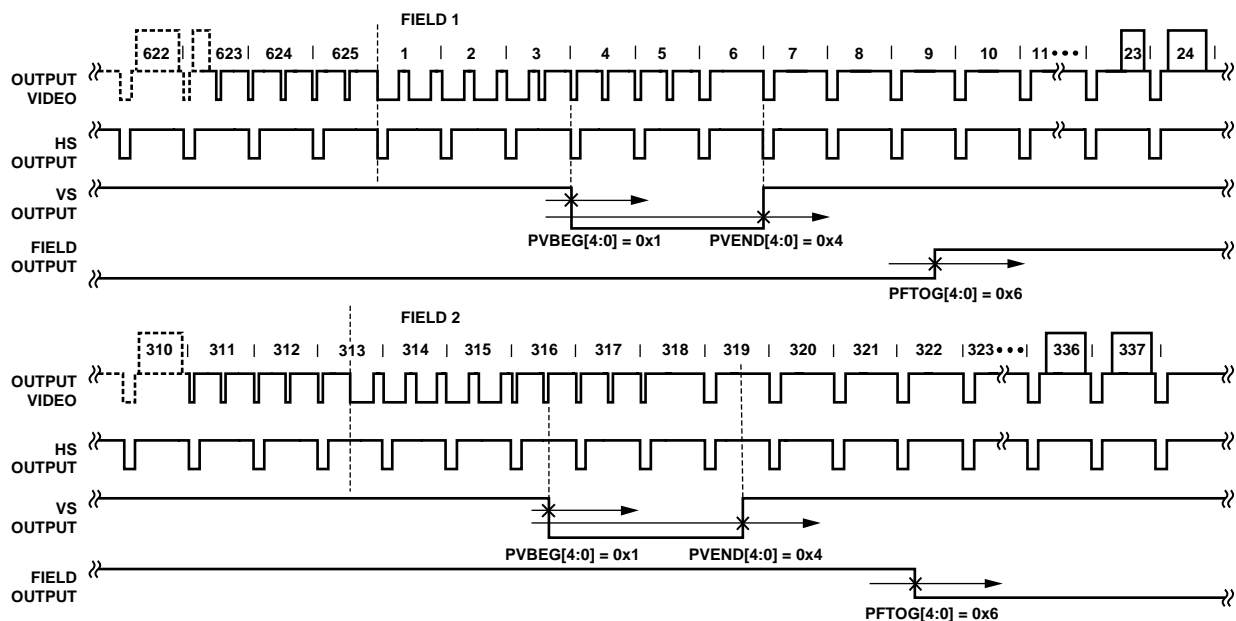 FIELD 1
622 623 624 625 1 2 3 4 5 6 7 8 9 10 11 23 24
OUTPUT
VIDEO
HS
OUTPUT
VS
OUTPUT
PVBEG[4:0] = 0x1 PVEND[4:0] = 0x4
FIELD
OUTPUT
PFTOG[4:0] = 0x6
FIELD 2
310 311 312 313 314 315 316 317 318 319 320 321 322 323 336 337
OUTPUT
VIDEO
HS
OUTPUT
VS
OUTPUT
PVBEG[4:0] = 0x1 PVEND[4:0] = 0x4
FIELD
OUTPUT
PFTOG[4:0] = 0x6